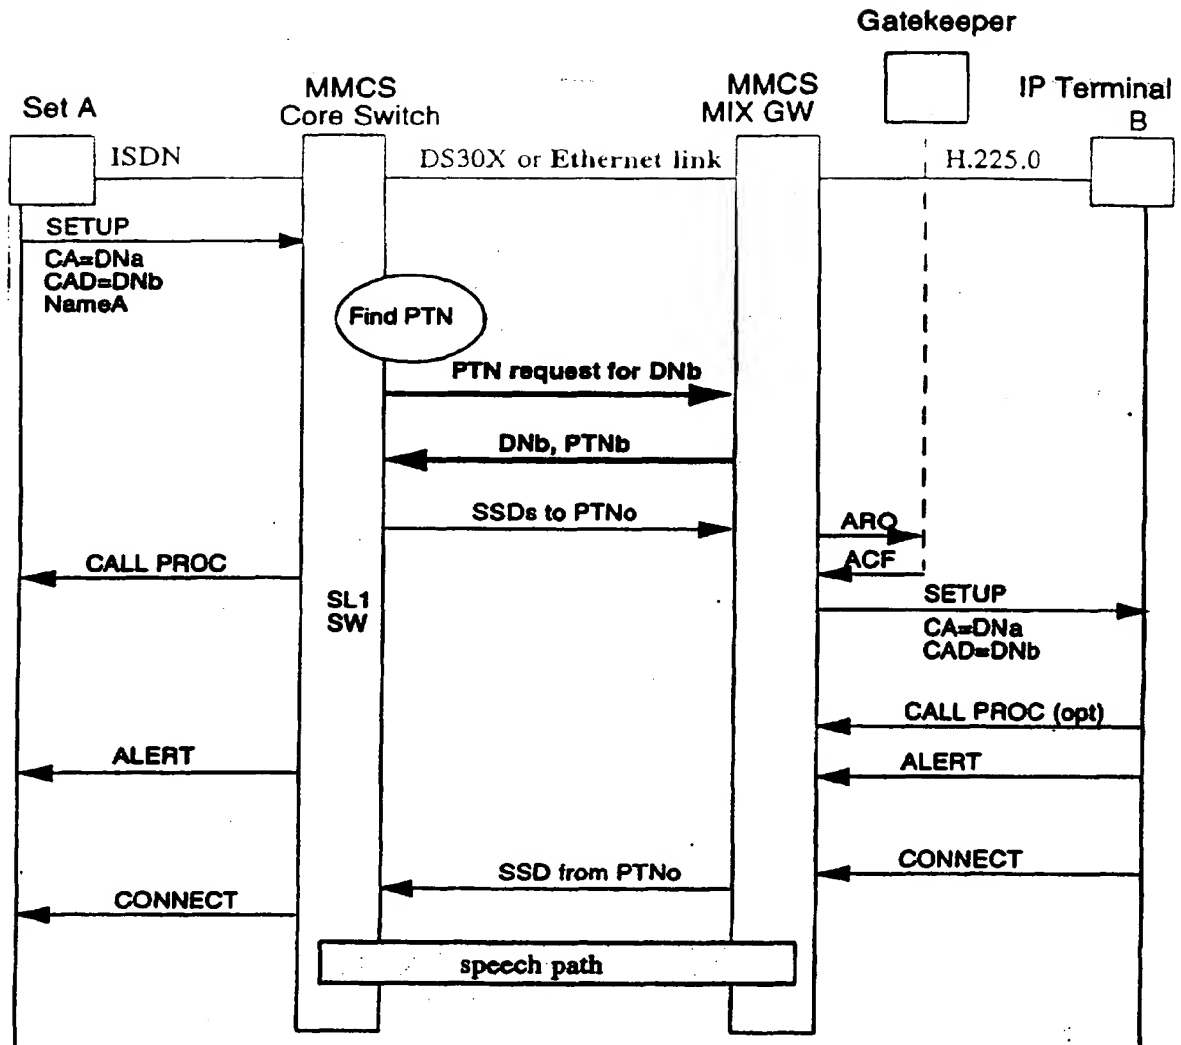 Gatekeeper
Set A
MMCS
Core Switch
MMCS
MIX GW
IP Terminal
B
ISDN
DS30X or Ethernet link
H.225.0
SETUP
CA=DNa
CAD=DNb
NameA
Find PTN
PTN request for DNb
DNb, PTNb
SSDs to PTNo
ARQ
ACF
CALL PROC
SL1
SW
SETUP
CA=DNa
CAD=DNb
CALL PROC (opt)
ALERT
ALERT
CONNECT
SSD from PTNo
CONNECT
speech path